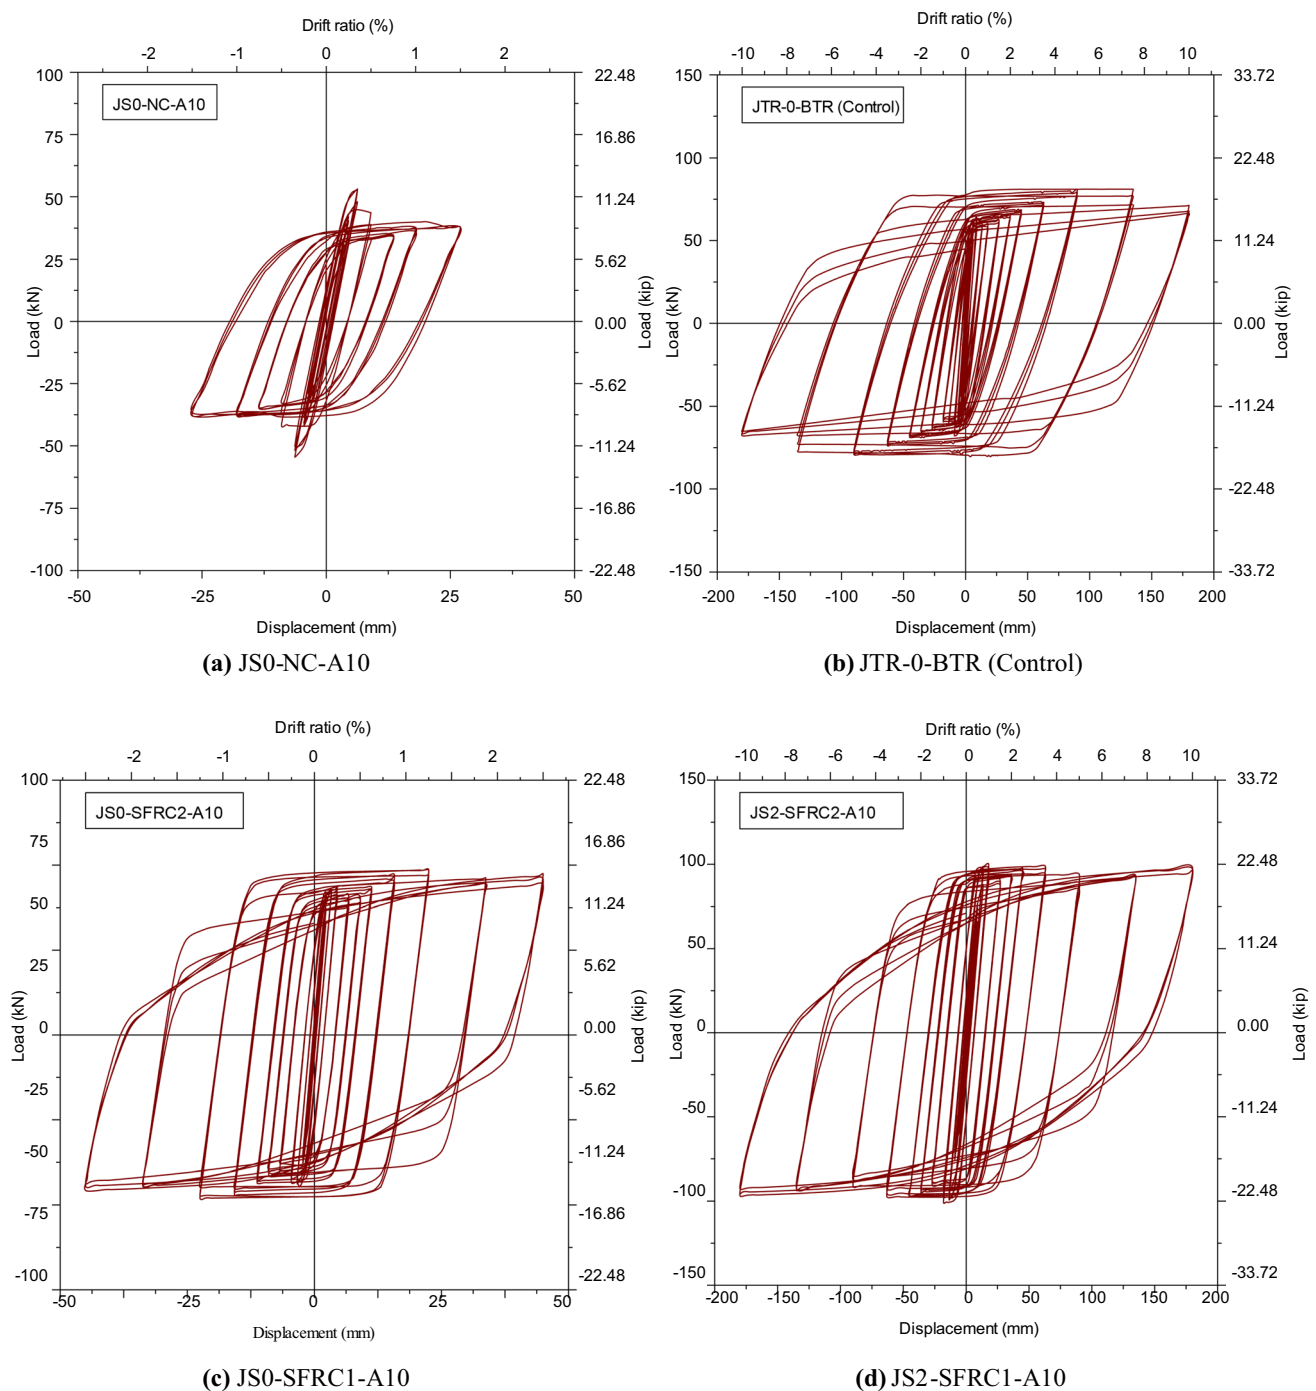 Drift ratio (%)
-2 -1 0 1 2
100 75 50 25 0 -25 -50 -75 -100
Load (kN)
JS0-NC-A10
22.48 16.86 11.24 5.62 0.00 -5.62 -11.24 -16.86 -22.48
Load (kip)
-50 -25 0 25 50
Displacement (mm)
(a) JS0-NC-A10
Drift ratio (%)
-10 -8 -6 -4 -2 0 2 4 6 8 10
150 100 50 0 -50 -100 -150
Load (kN)
JTR-0-BTR (Control)
33.72 22.48 11.24 0.00 -11.24 -22.48 -33.72
Load (kip)
-200 -150 -100 -50 0 50 100 150 200
Displacement (mm)
(b) JTR-0-BTR (Control)
Drift ratio (%)
-2 -1 0 1 2
100 75 50 25 0 -25 -50 -75 -100
Load (kN)
JS0-SFRC2-A10
22.48 16.86 11.24 5.62 0.00 -5.62 -11.24 -16.86 -22.48
Load (kip)
-50 -25 0 25 50
Displacement (mm)
(c) JS0-SFRC1-A10
Drift ratio (%)
-10 -8 -6 -4 -2 0 2 4 6 8 10
150 100 50 0 -50 -100 -150
Load (kN)
JS2-SFRC2-A10
33.72 22.48 11.24 0.00 -11.24 -22.48 -33.72
Load (kip)
-200 -150 -100 -50 0 50 100 150 200
Displacement (mm)
(d) JS2-SFRC1-A10